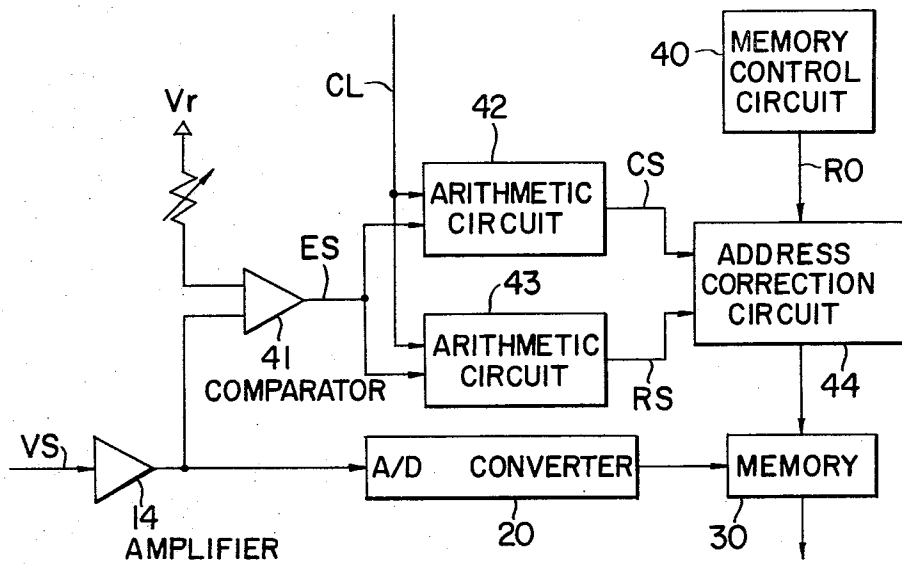 40
MEMORY
CONTROL
CIRCUIT
CL
Vr
42
RO
CS
ARITHMETIC
CIRCUIT
ES
ADDRESS
CORRECTION
CIRCUIT
43
41
COMPARATOR
ARITHMETIC
CIRCUIT
RS
44
VS
A/D CONVERTER
MEMORY
14
AMPLIFIER
20
30